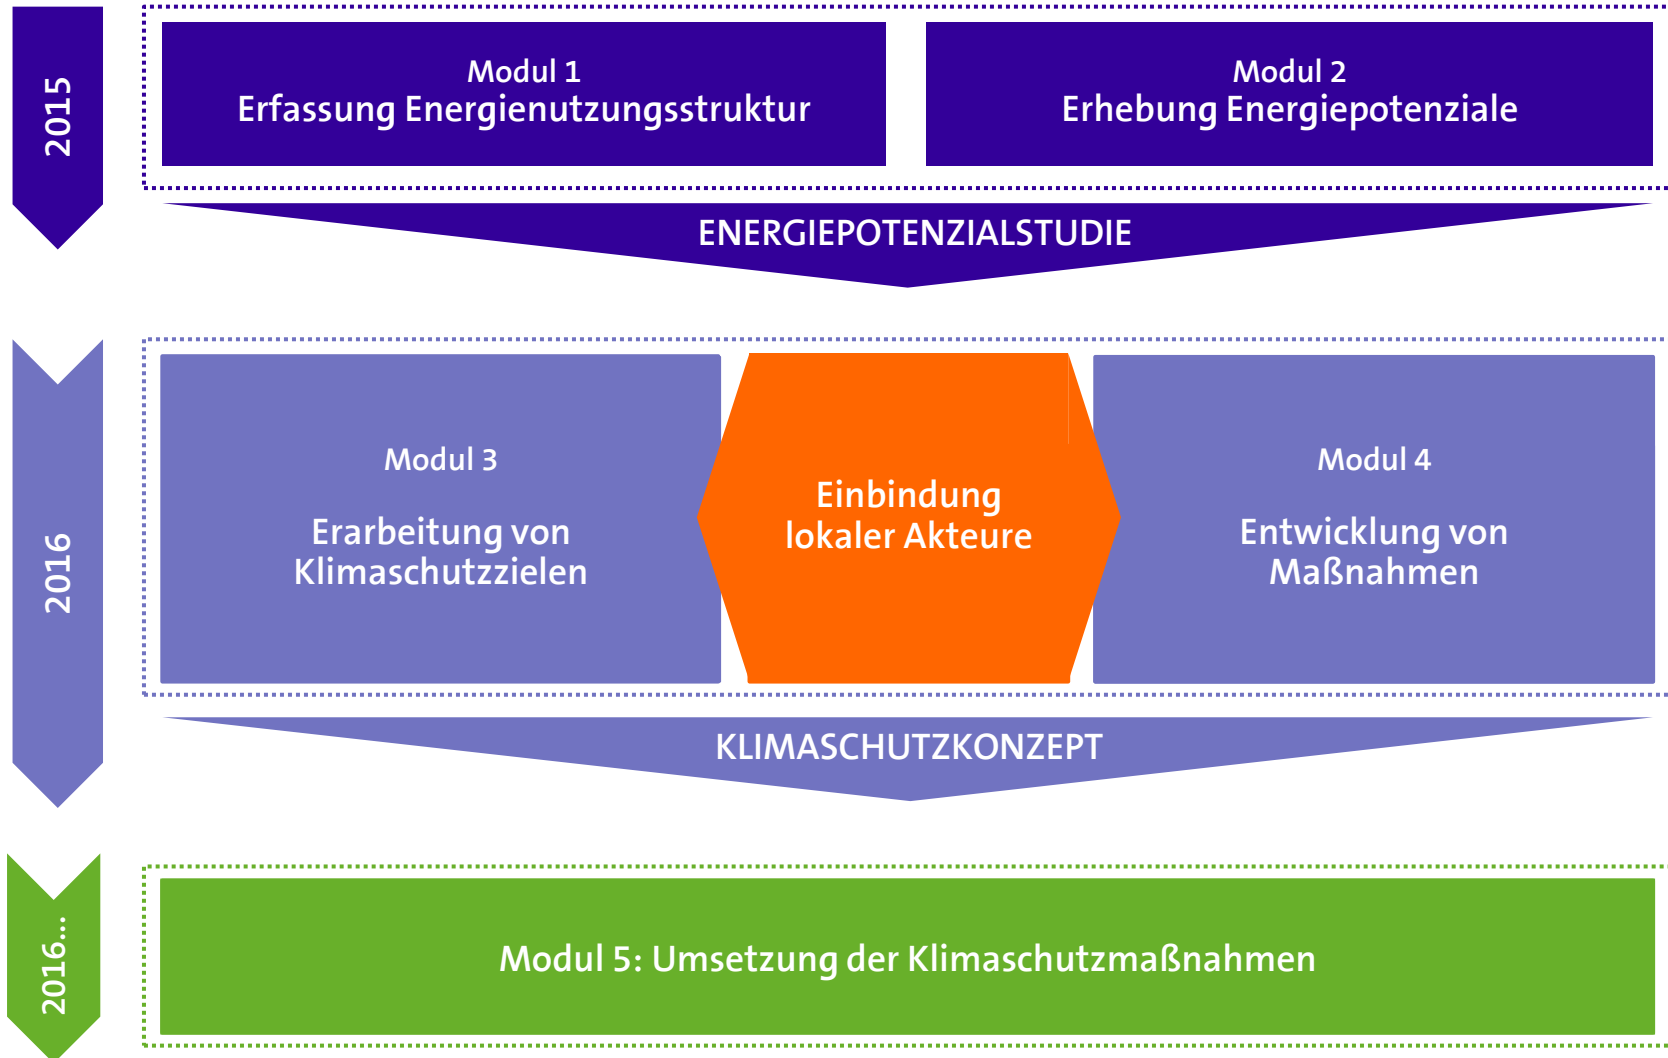 2015
Modul 1
Erfassung Energienutzungsstruktur
Modul 2
Erhebung Energiepotenziale
ENERGIEPOTENZIALSTUDIE
2016
Modul 3
Erarbeitung von
Klimaschutzzielen
Einbindung
lokaler Akteure
Modul 4
Entwicklung von
Maßnahmen
KLIMASCHUTZKONZEPT
2016...
Modul 5: Umsetzung der Klimaschutzmaßnahmen